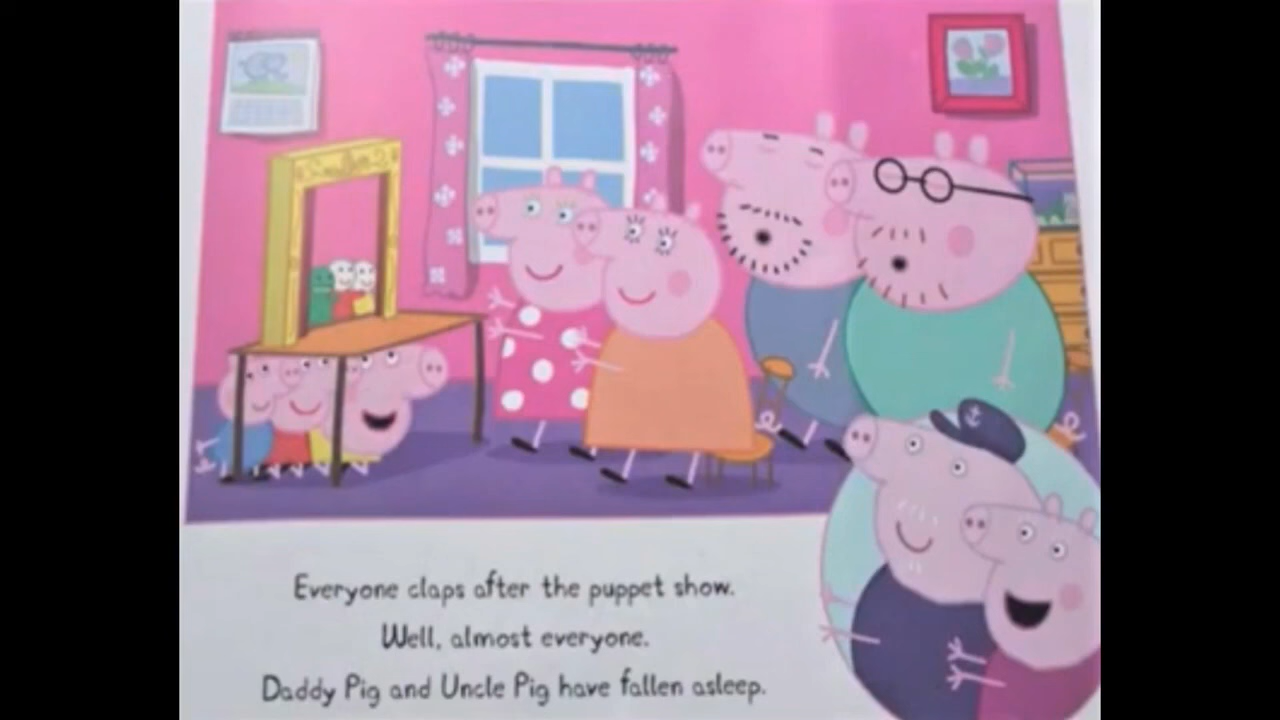 Everyone claps after the puppet show.
Well, almost everyone.
Daddy Pig and Uncle Pig have fallen asleep.